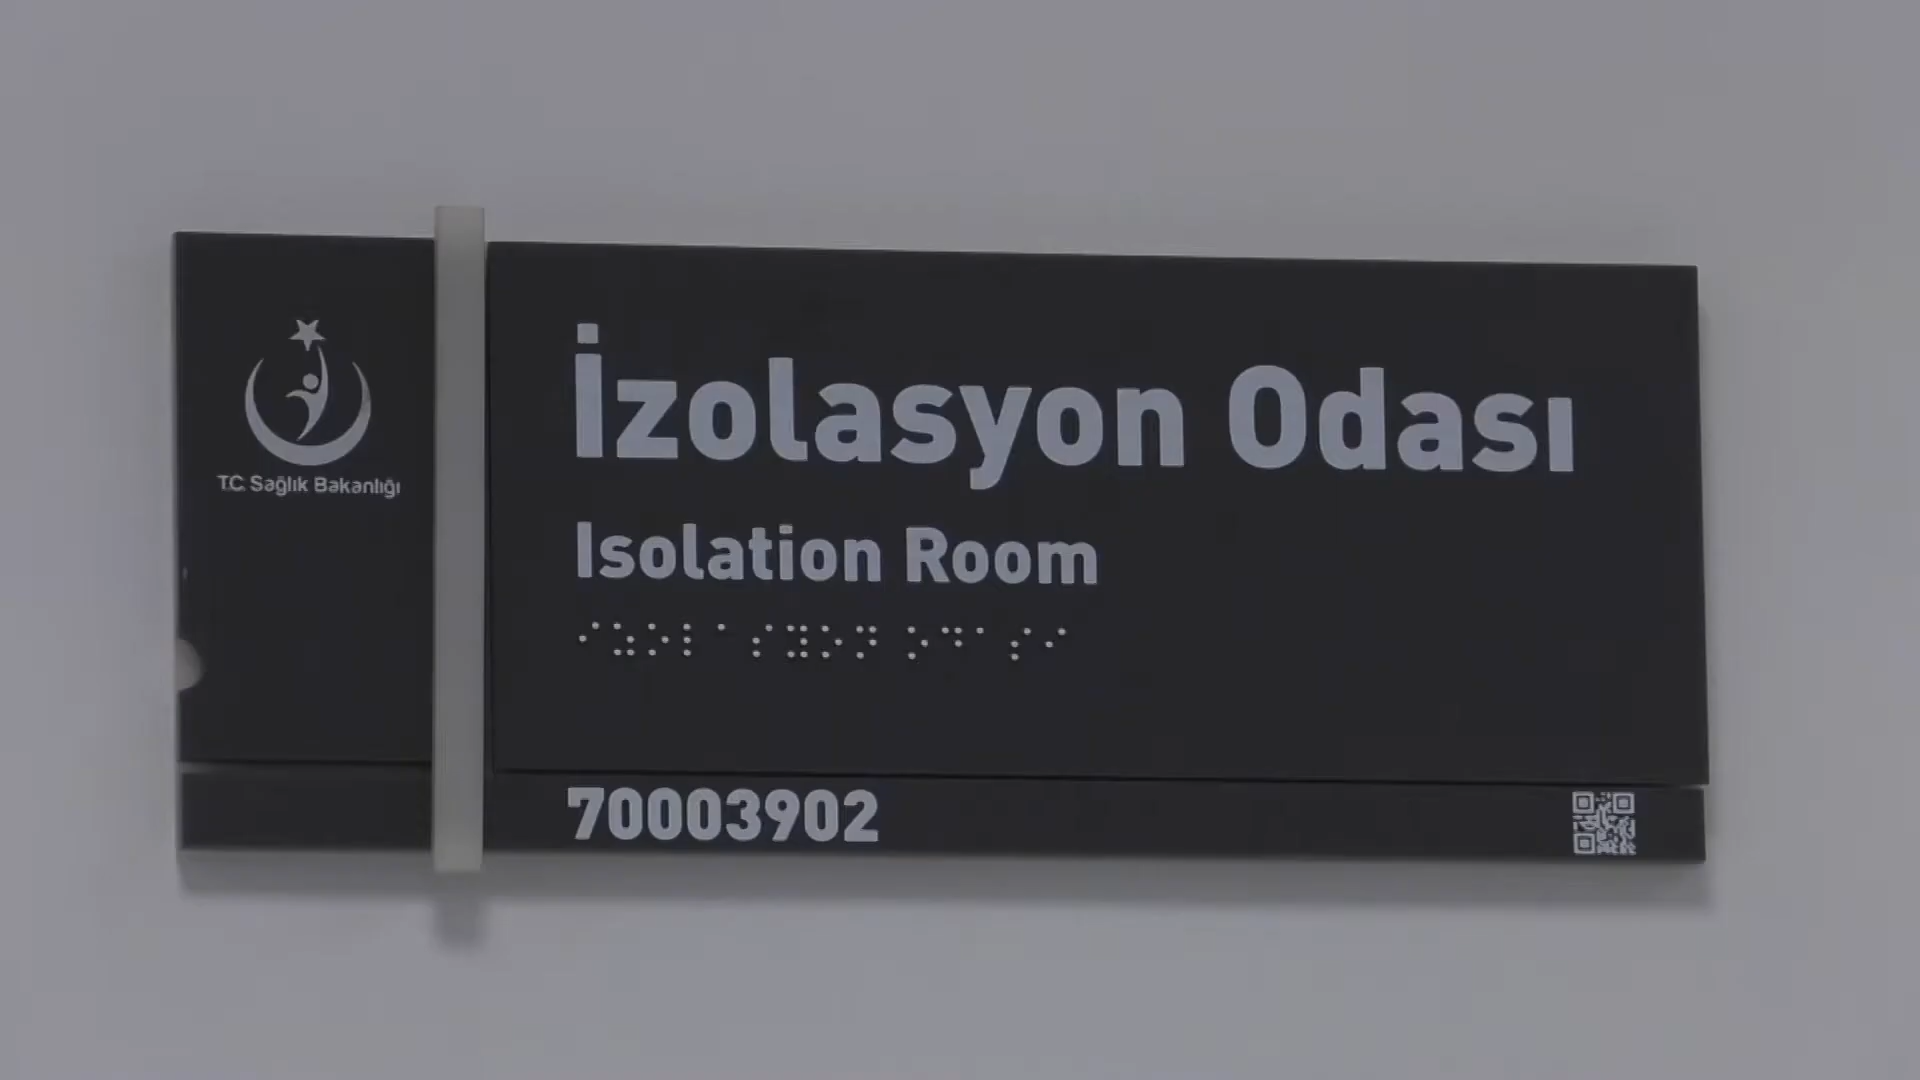 T.C. Sağlık Bakanlığı
İzolasyon Odası
Isolation Room
70003902